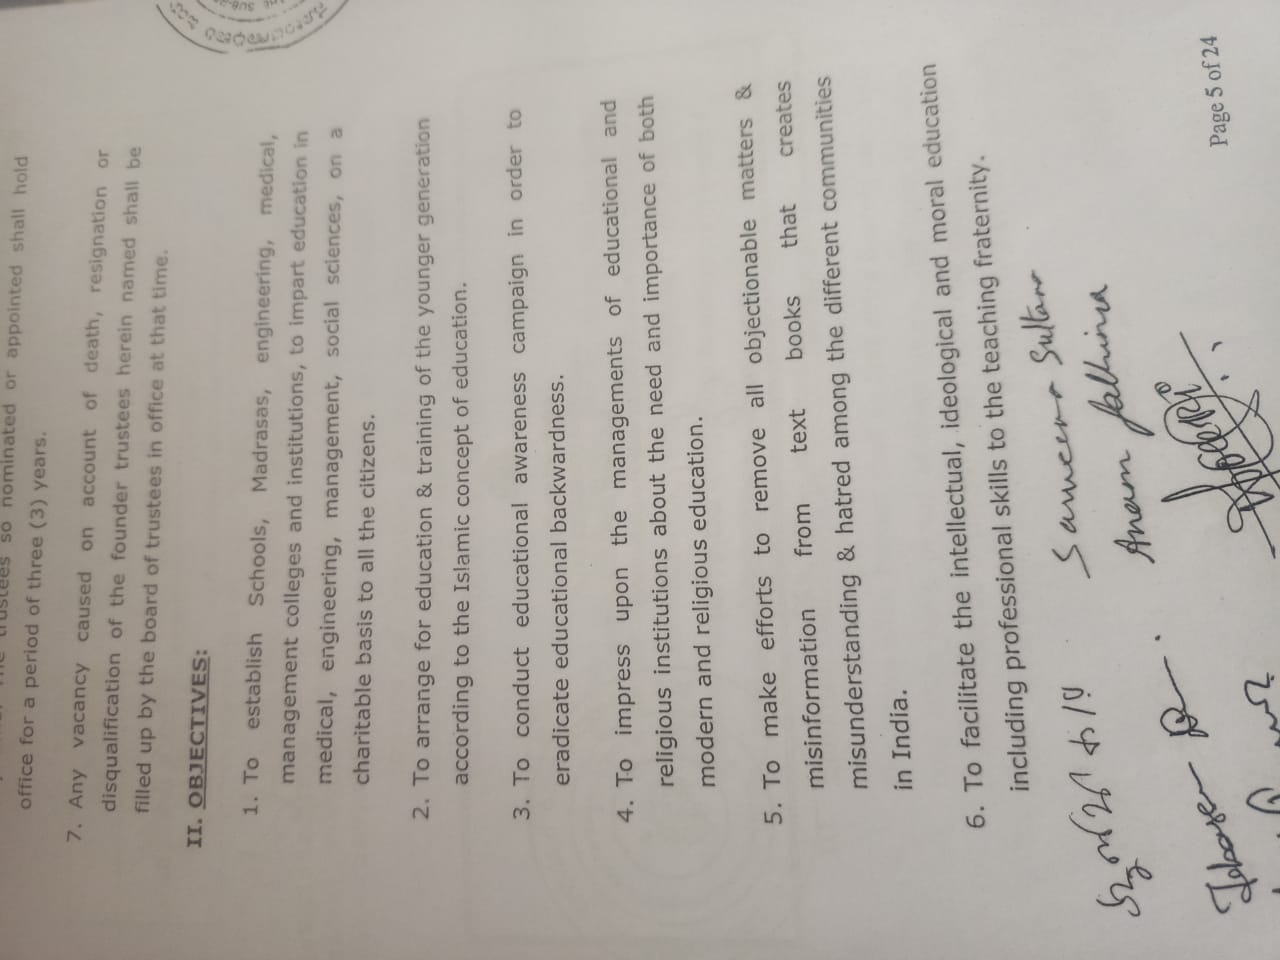 trustees so nominated or appointed shall hold
office for a period of three (3) years.
7. Any vacancy caused on account of death, resignation or
disqualification of the founder trustees herein named shall be
filled up by the board of trustees in office at that time.
II. OBJECTIVES:
1. To establish Schools, Madrasas, engineering, medical,
management colleges and institutions, to impart education in
medical, engineering, management, social sciences, on a
charitable basis to all the citizens.
2. To arrange for education & training of the younger generation
according to the Islamic concept of education.
3. To conduct educational awareness campaign in order to
eradicate educational backwardness.
4. To impress upon the managements of educational and
religious institutions about the need and importance of both
modern and religious education.
5. To make efforts to remove all objectionable matters &
misinformation from text books that creates
misunderstanding & hatred among the different communities
in India.
6. To facilitate the intellectual, ideological and moral education
including professional skills to the teaching fraternity.
Sameena Sultana
Anam
Page 5 of 24